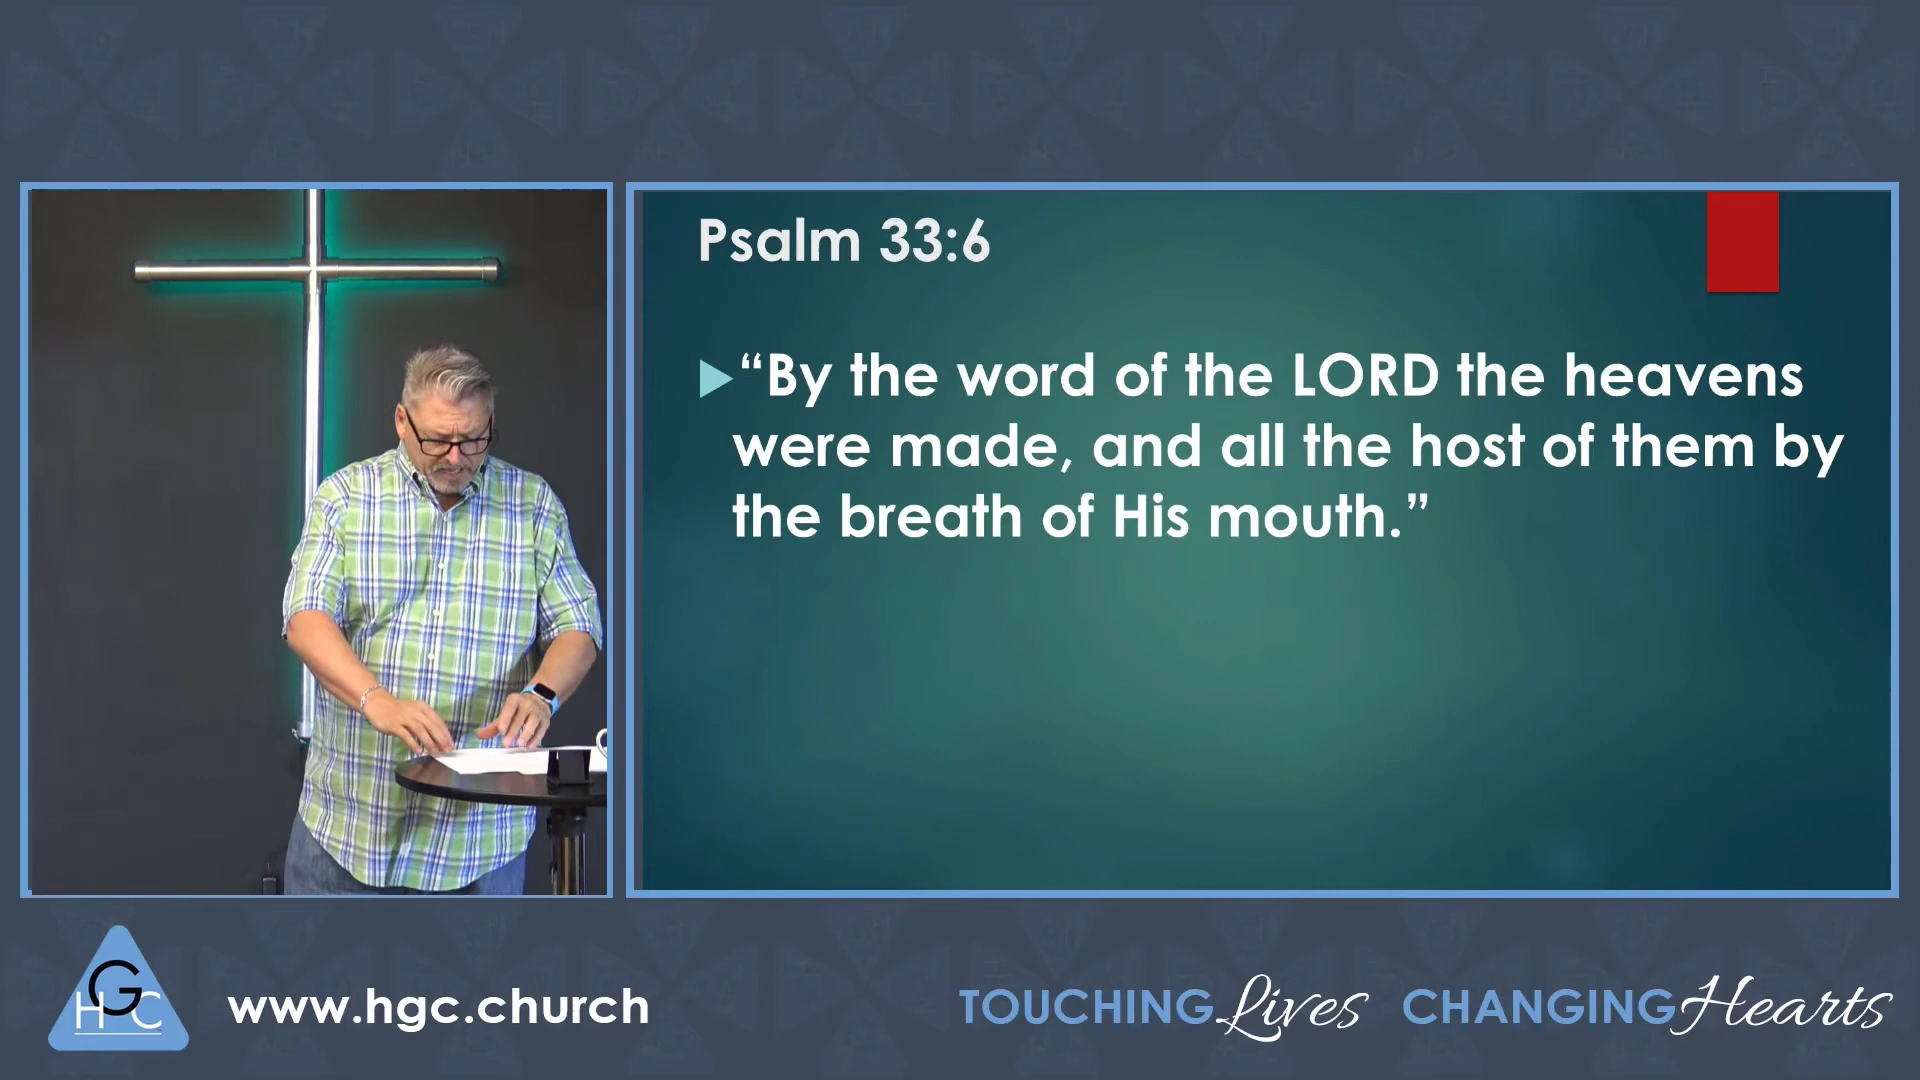 Psalm 33:6
“By the word of the LORD the heavens
were made, and all the host of them by
the breath of His mouth.”
HGC
www.hgc.church
TOUCHING Lives CHANGING Hearts